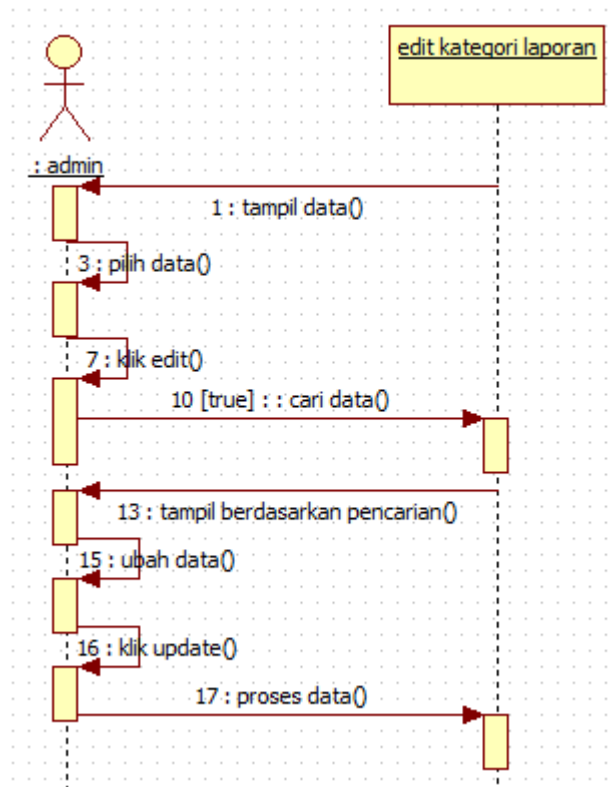 edit kategori laporan
: admin
1 : tampil data()
3 : pilih data()
7 : klik edit()
10 [true] : : cari data()
13 : tampil berdasarkan pencarian()
15 : ubah data()
16 : klik update()
17 : proses data()